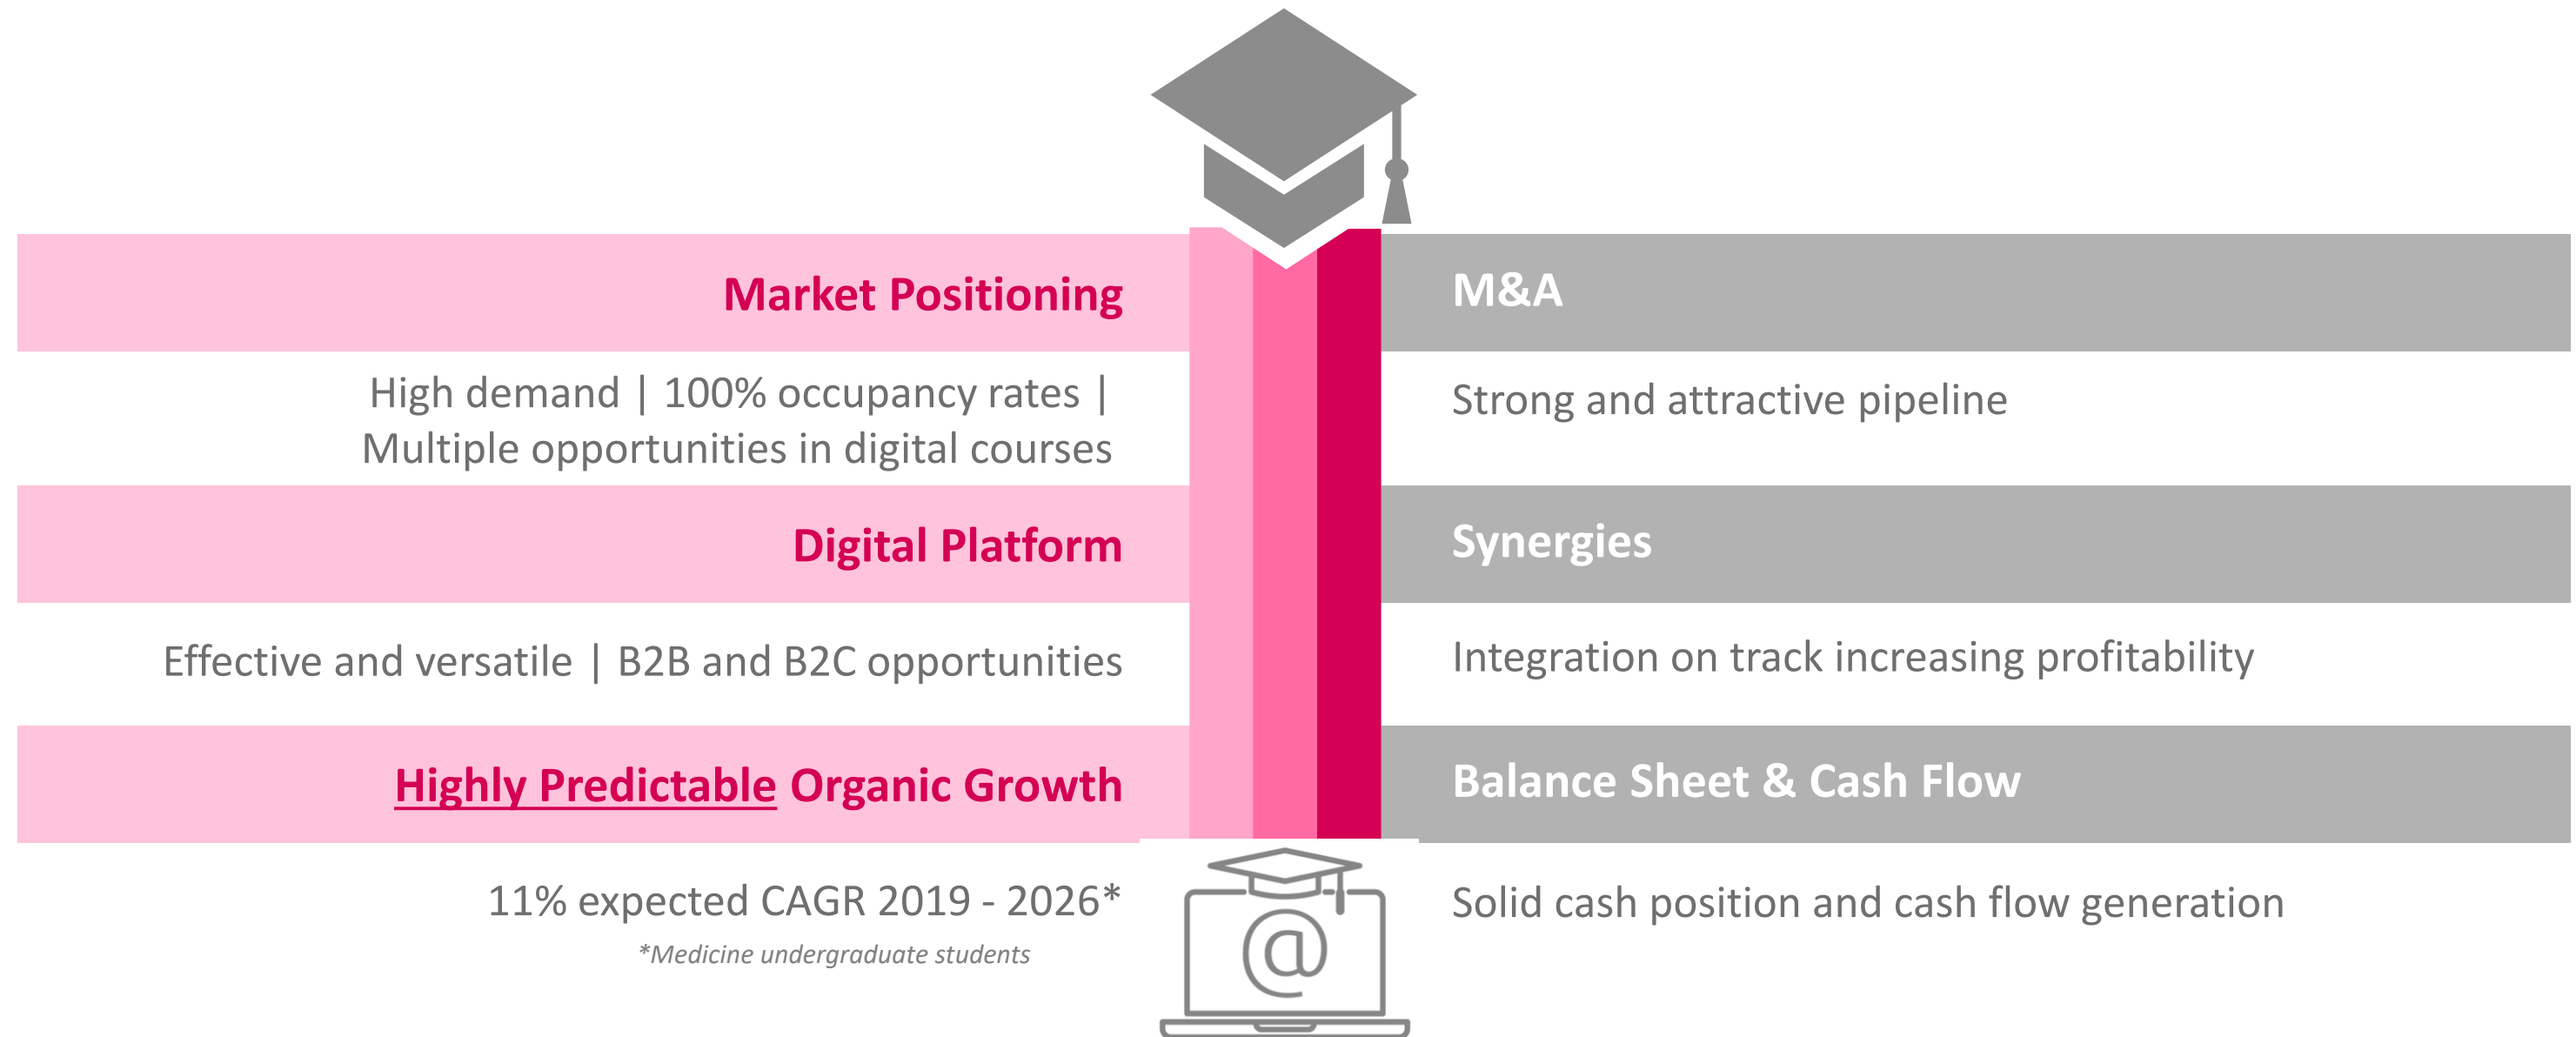 Market Positioning
High demand | 100% occupancy rates |
Multiple opportunities in digital courses
Digital Platform
Effective and versatile | B2B and B2C opportunities
Highly Predictable Organic Growth
11% expected CAGR 2019 - 2026*
*Medicine undergraduate students
M&A
Strong and attractive pipeline
Synergies
Integration on track increasing profitability
Balance Sheet & Cash Flow
Solid cash position and cash flow generation
@